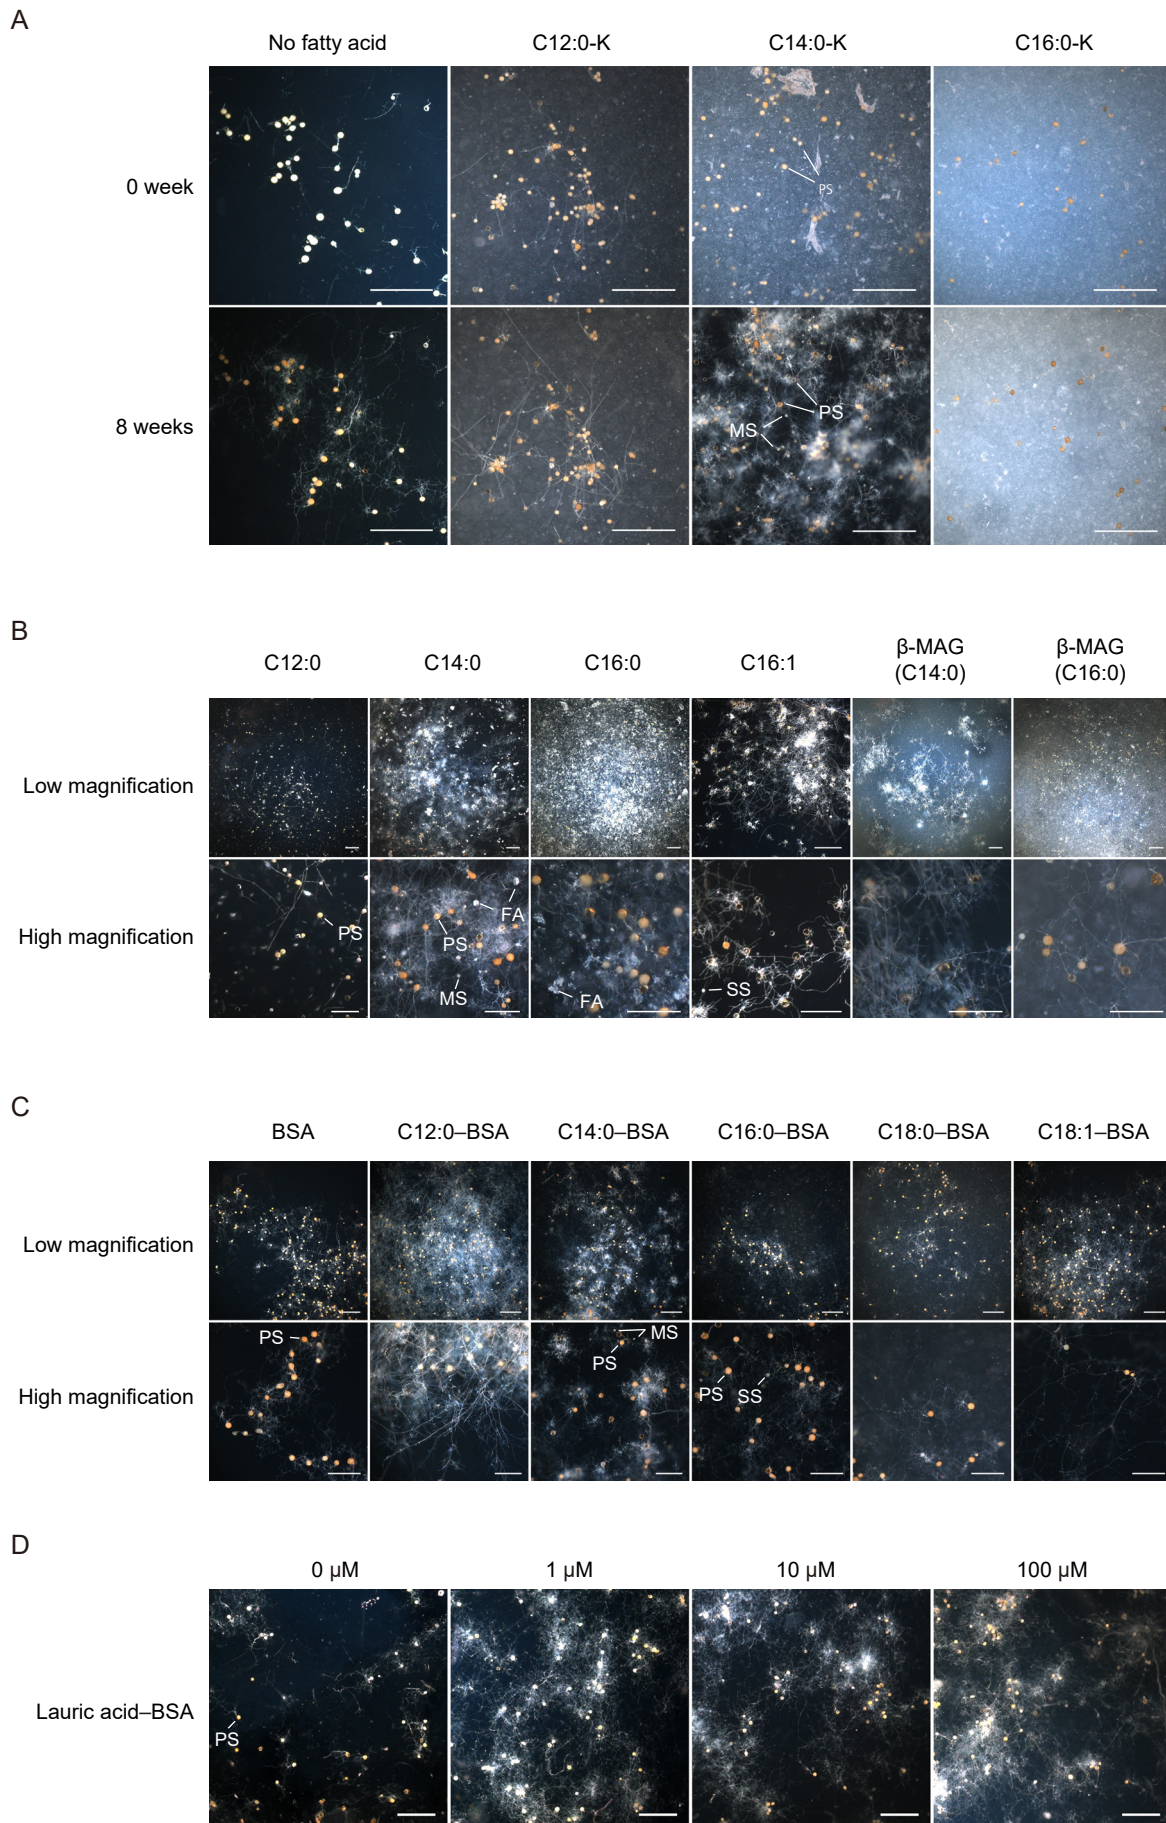 A
No fatty acid C12:0-K C14:0-K C16:0-K
0 week
PS
8 weeks
PS
MS
B
C12:0 C14:0 C16:0 C16:1 β-MAG (C14:0) β-MAG (C16:0)
Low magnification
High magnification
PS
FA
PS
MS
FA
SS
C
BSA C12:0–BSA C14:0–BSA C16:0–BSA C18:0–BSA C18:1–BSA
Low magnification
High magnification
PS
MS
PS
PS SS
D
0 µM 1 µM 10 µM 100 µM
Lauric acid–BSA
PS